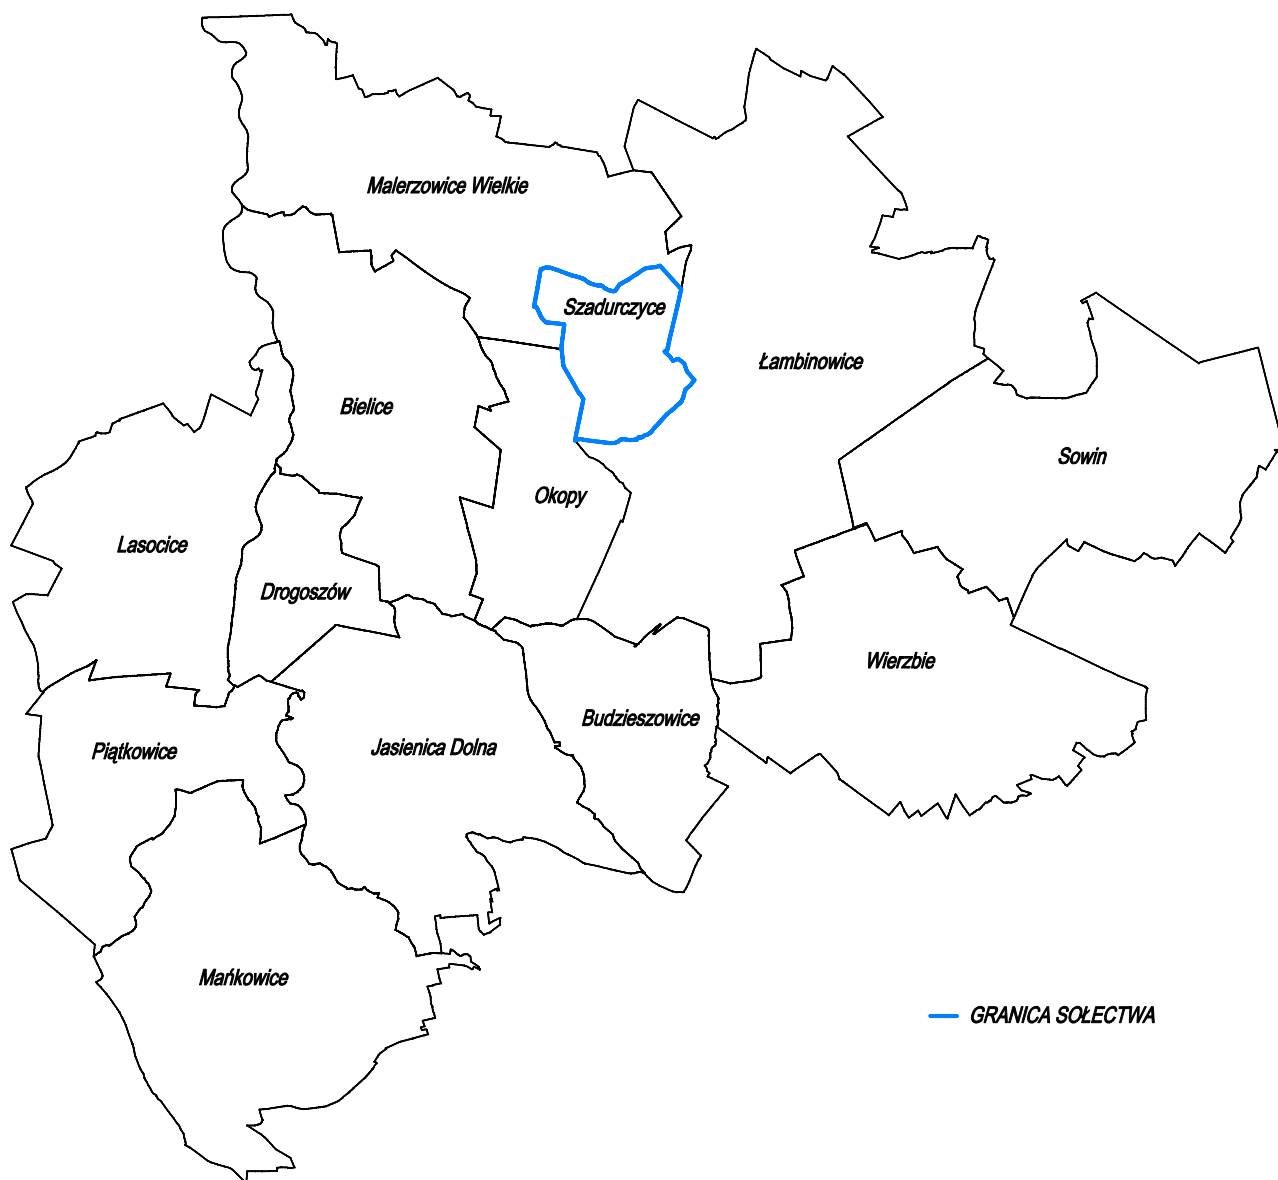 Malerzowice Wielkie
Szadurczyce
Łambinowice
Bielice
Sowin
Okopy
Lasocice
Drogoszów
Wierzbie
Budzieszowice
Jasienica Dolna
Piątkowice
Mańkowice
GRANICA SOŁECTWA